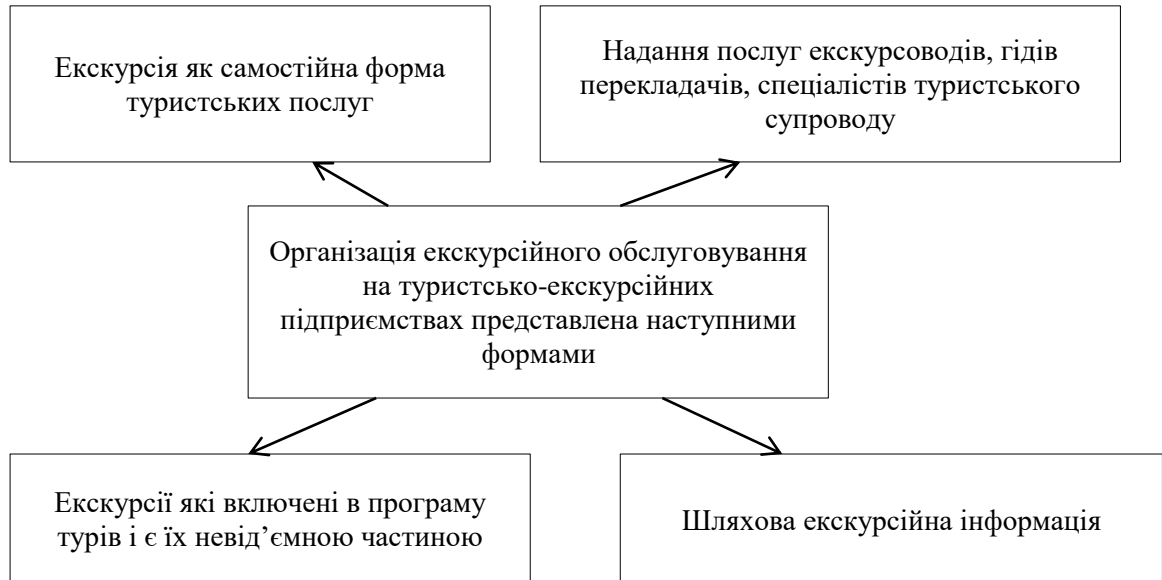 Екскурсія як самостійна форма
туристських послуг
Надання послуг екскурсоводів, гідів
перекладачів, спеціалістів туристського
супроводу
Організація екскурсійного обслуговування
на туристсько-екскурсійних
підприємствах представлена наступними
формами
Екскурсії які включені в програму
турів і є їх невід’ємною частиною
Шляхова екскурсійна інформація